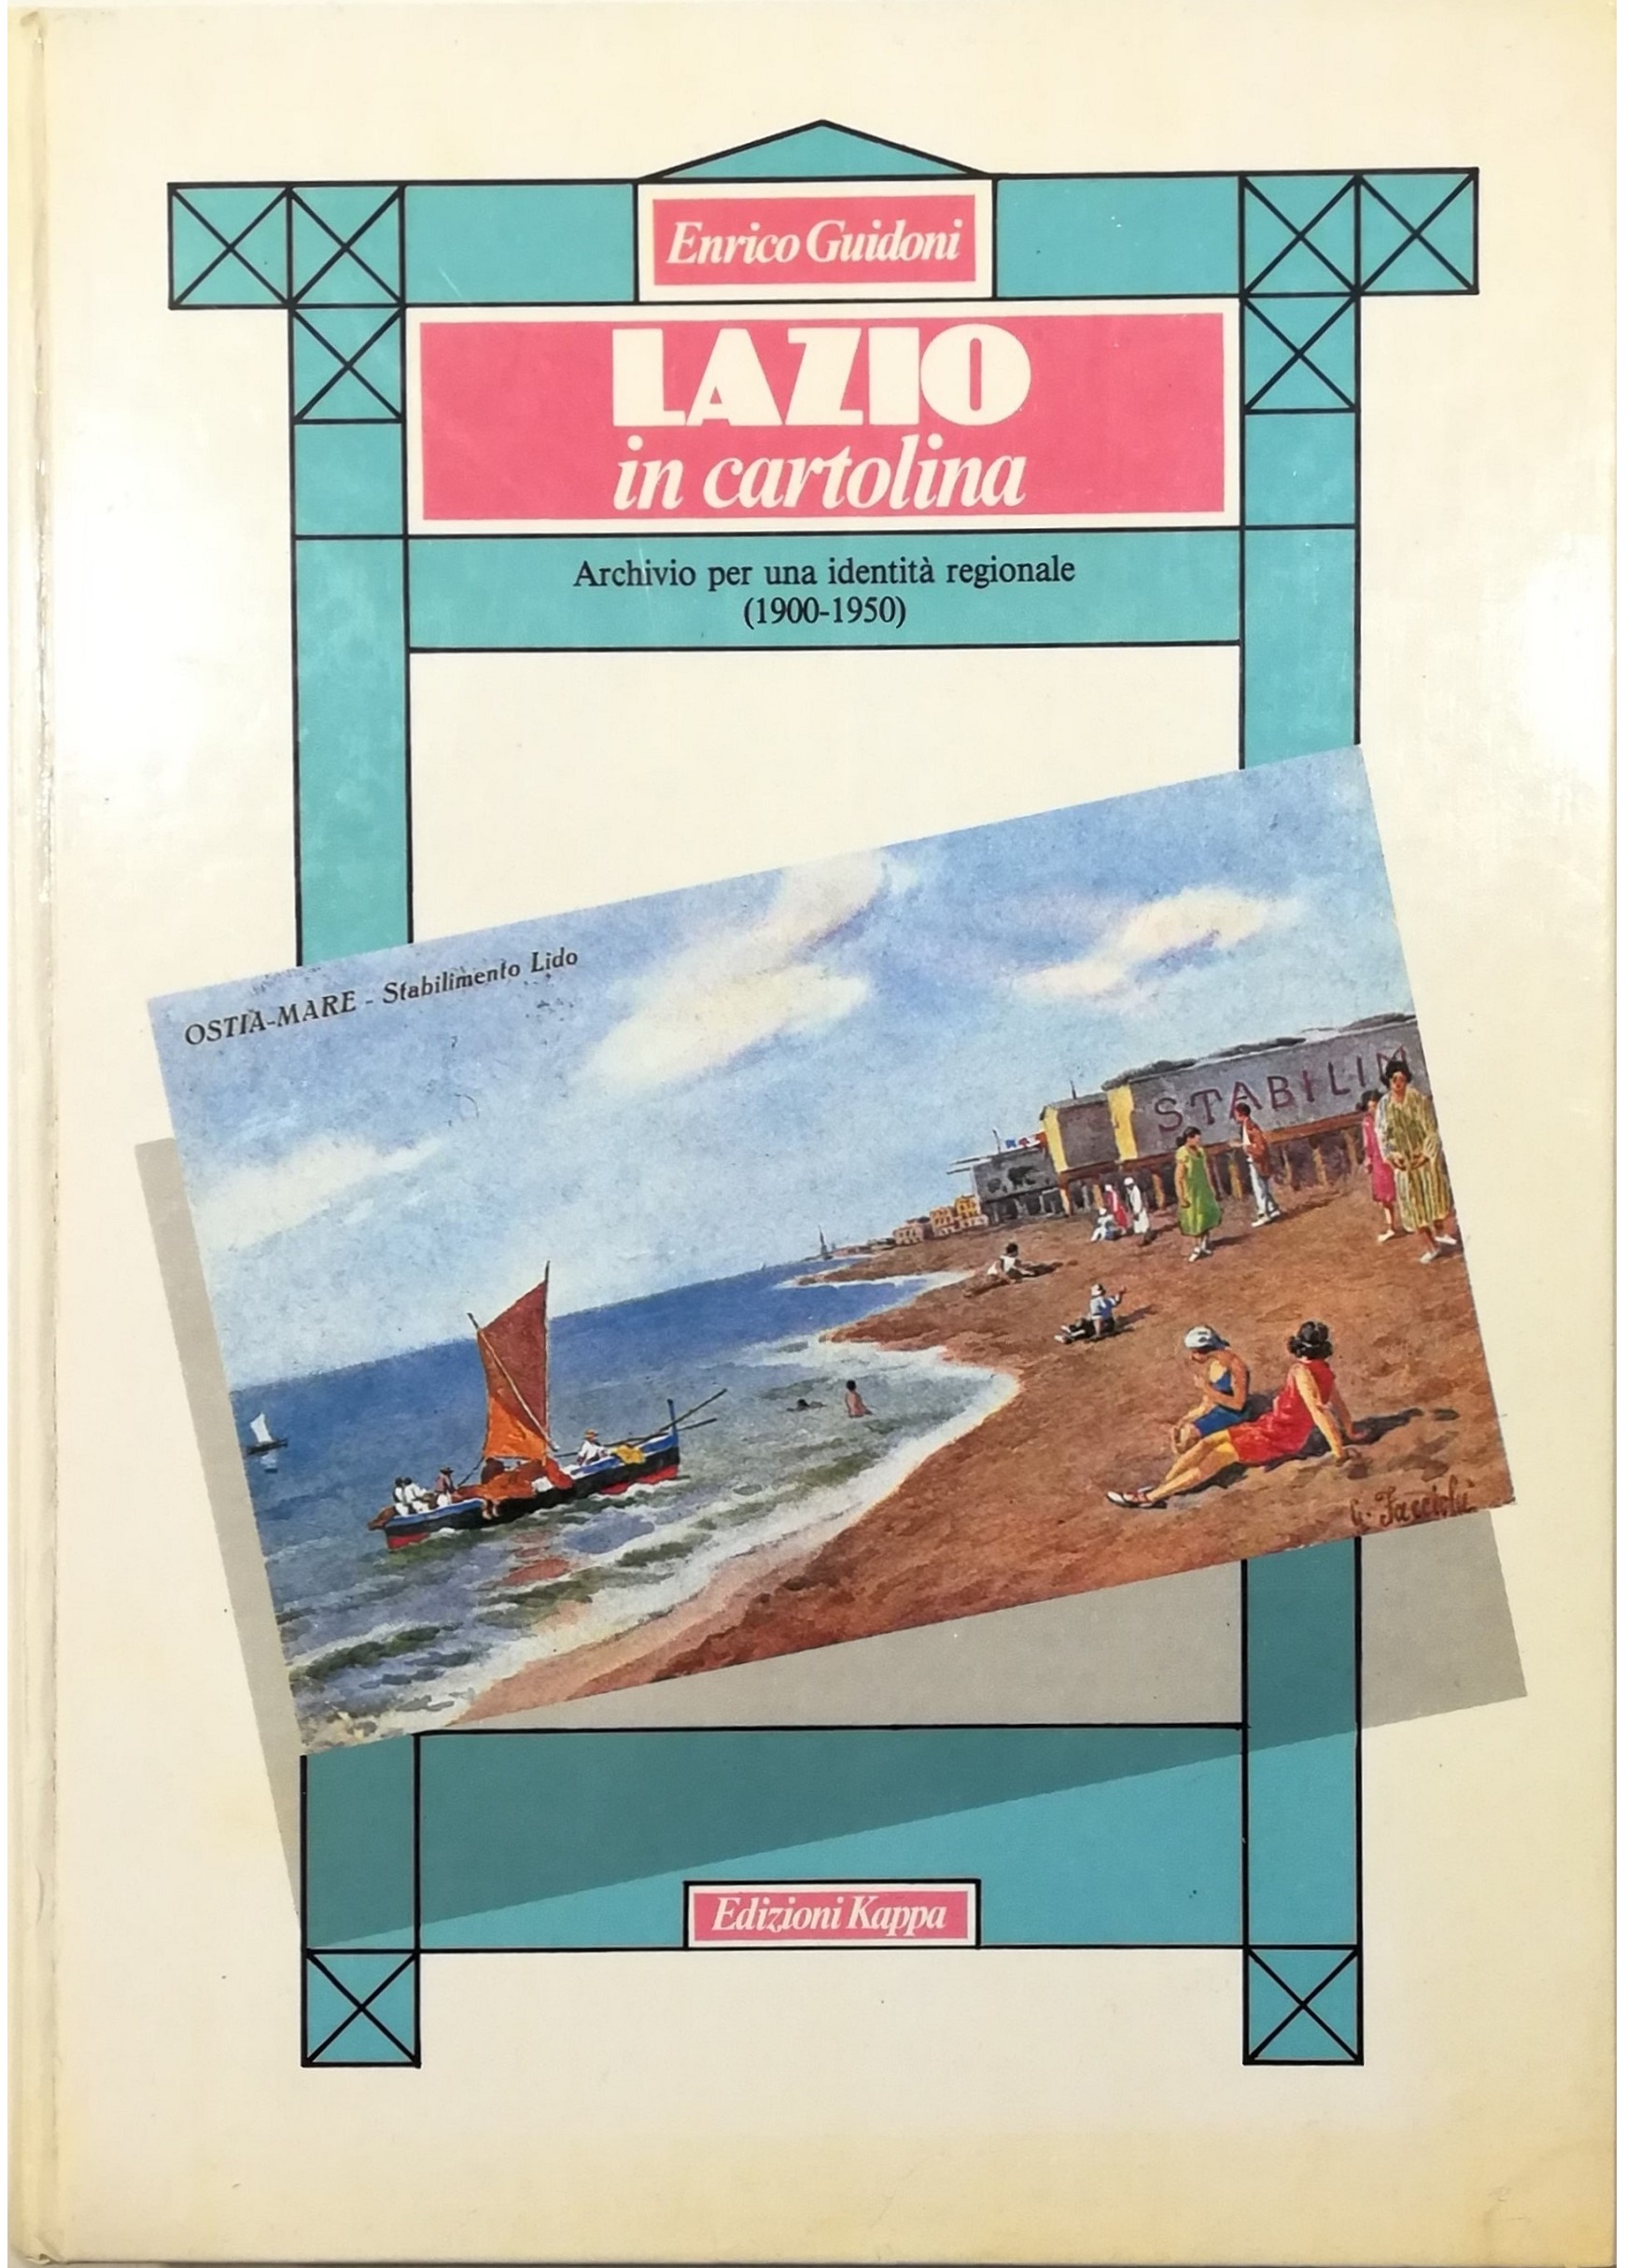 Enrico Guidoni
LAZIO
in cartolina
Archivio per una identità regionale
(1900-1950)
OSTIA-MARE - Stabilimento Lido
STABILIM
Edizioni Kappa